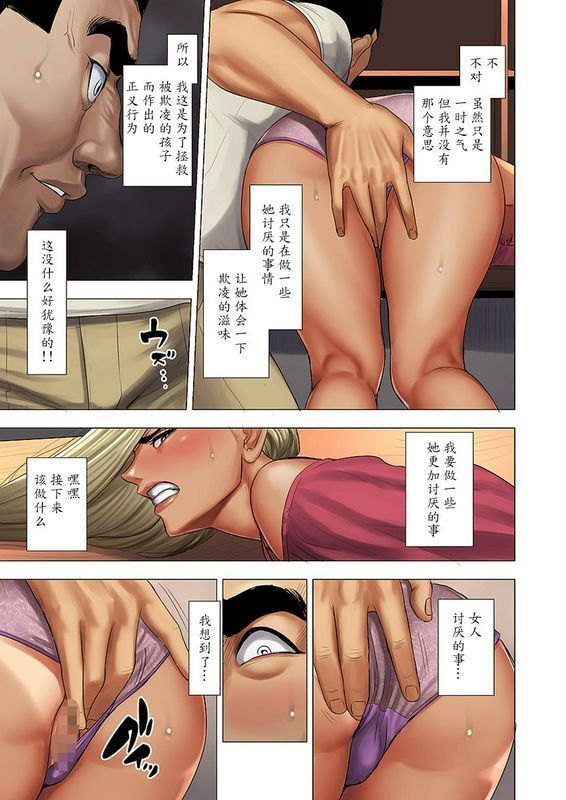 不
不对
虽然只是
一时之气
但我并没有
那个意思
所以
我这是为了拯救
被欺凌的孩子
而作出的
正义行为
我只是在做一些
她讨厌的事情
让她体会一下
欺凌的滋味
这没什么好犹豫的!!
我要做一些
她更加讨厌的事
嘿嘿
接下来
该做什么
女人
讨厌的
事…
我想到了…